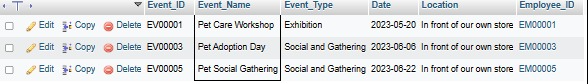 Event_ID Event_Name Event_Type Date Location Employee_ID
Edit Copy Delete EV00001 Pet Care Workshop Exhibition 2023-05-20 In front of our own store EM00001
Edit Copy Delete EV00003 Pet Adoption Day Social and Gathering 2023-06-06 In front of our own store EM00003
Edit Copy Delete EV00005 Pet Social Gathering Social and Gathering 2023-06-22 In front of our own store EM00005